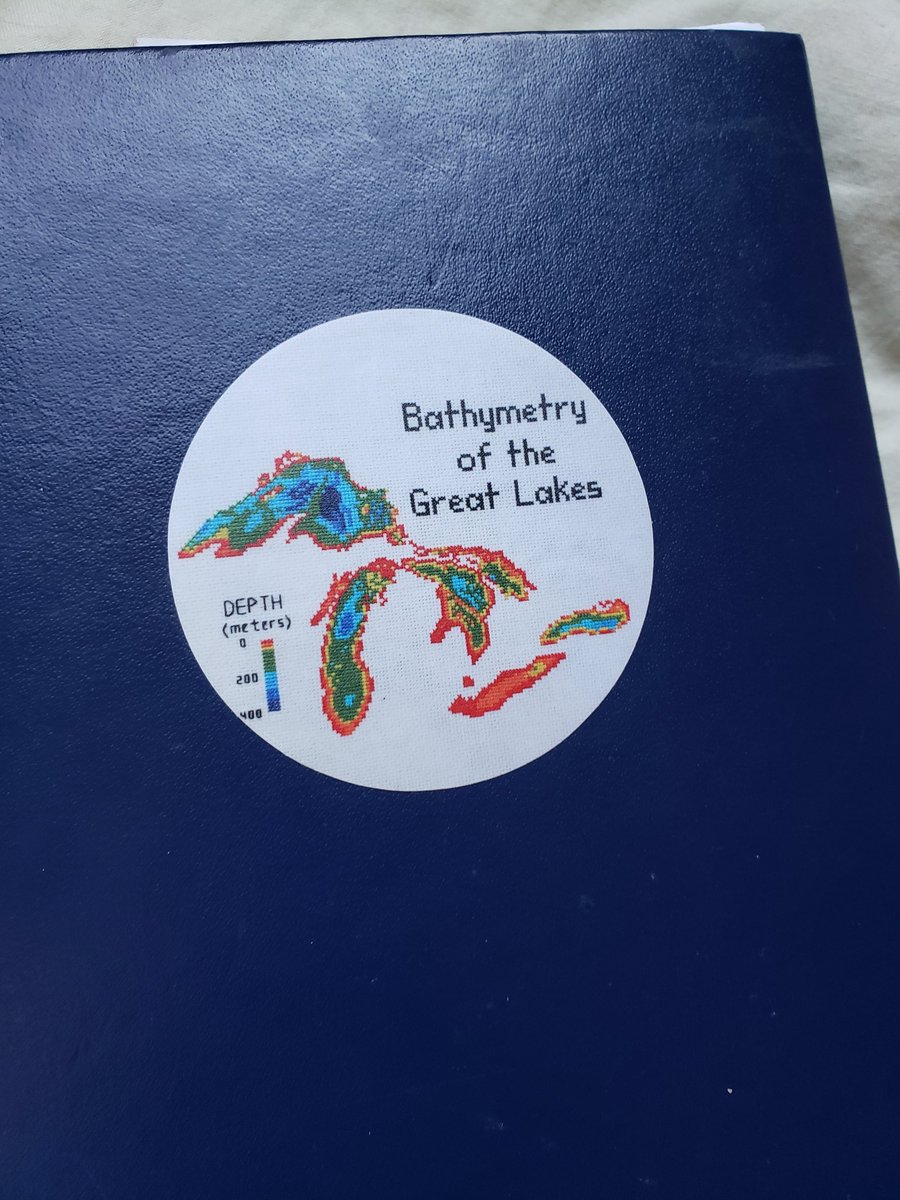 Bathymetry
of the
Great Lakes
DEPTH
(meters)
0
200
400